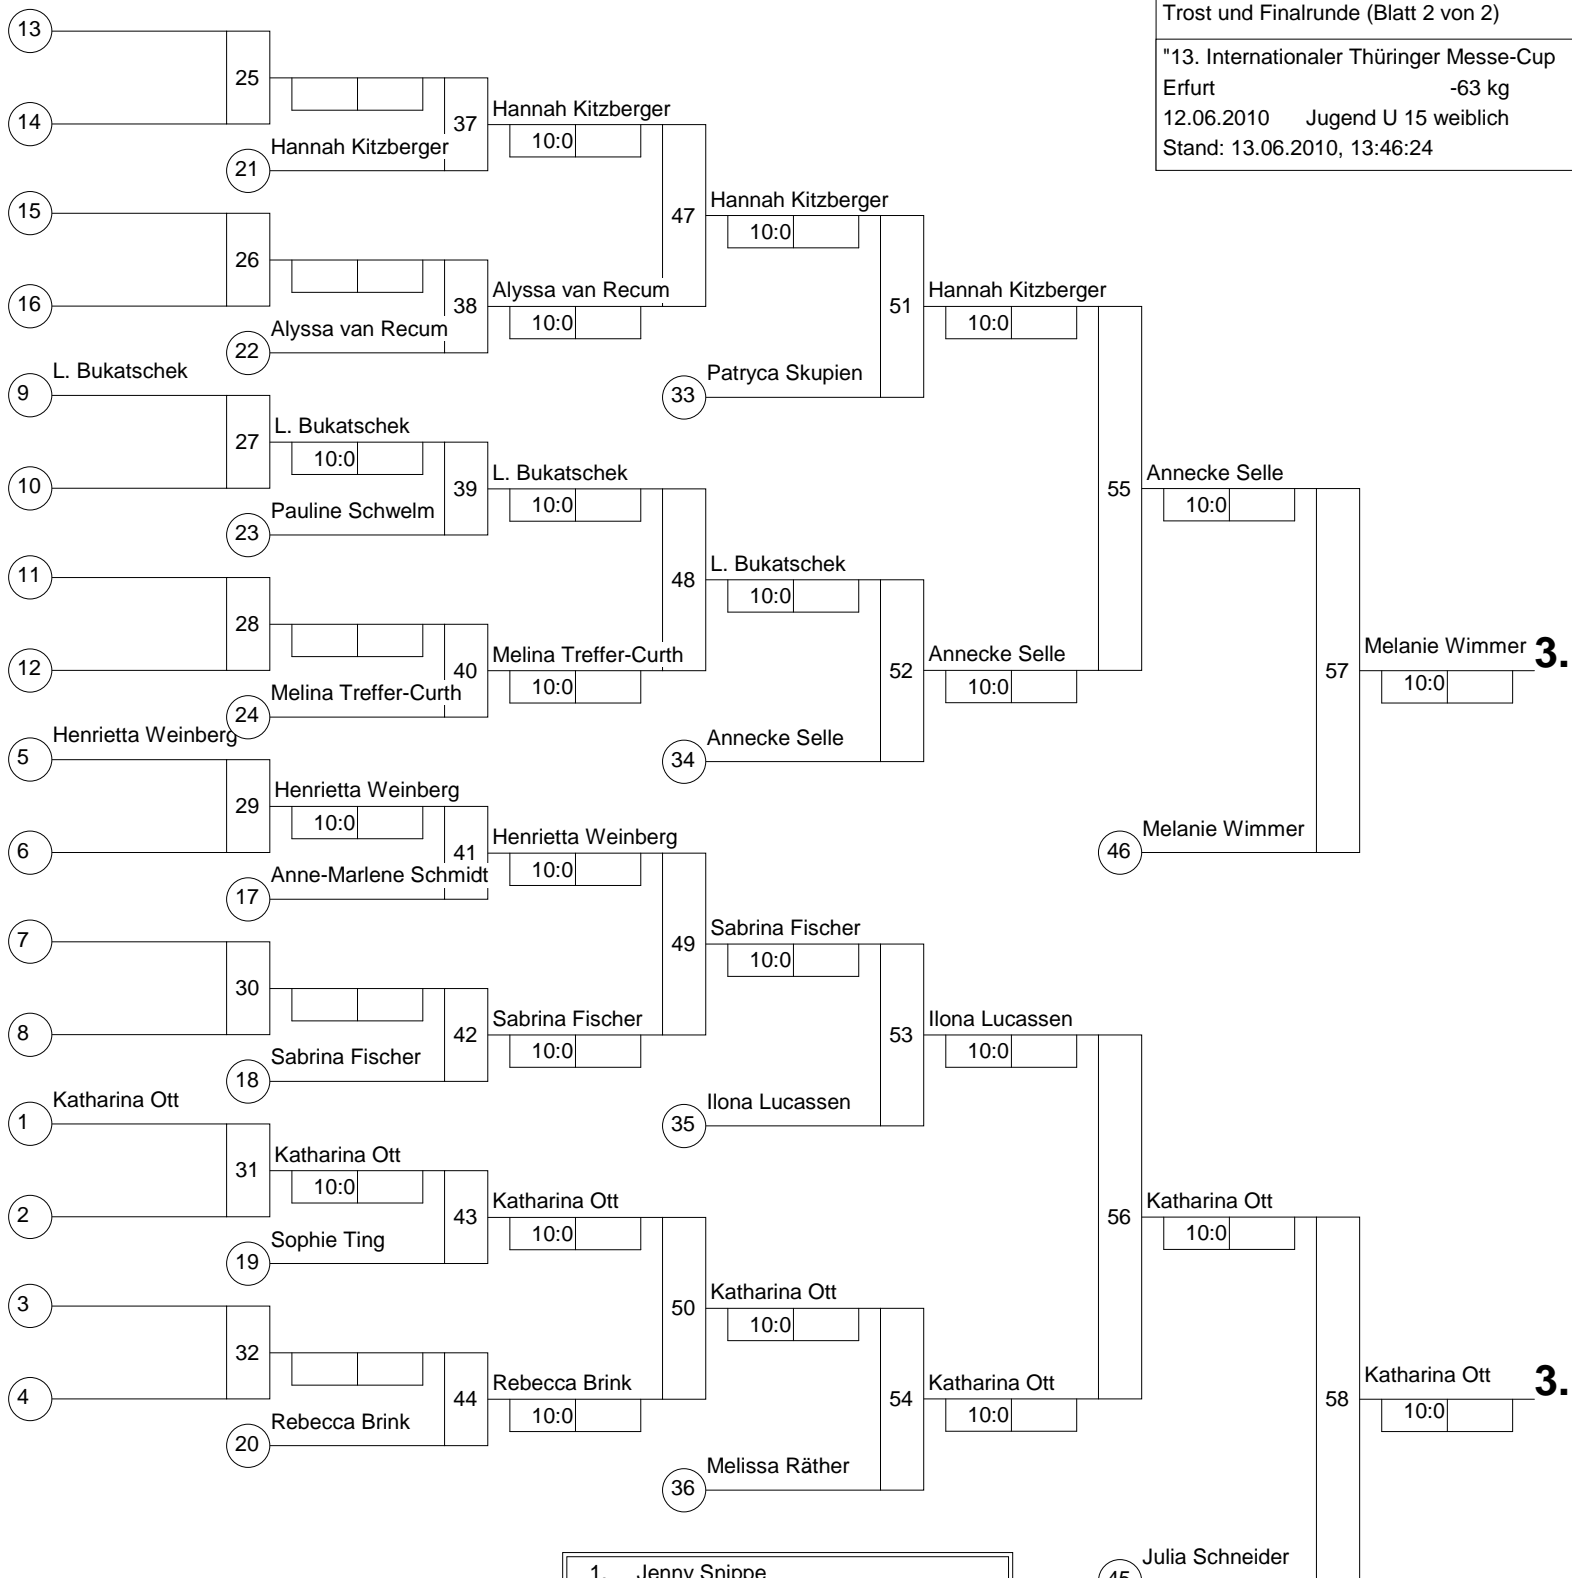 Trost und Finalrunde (Blatt 2 von 2)
"13. Internationaler Thüringer Messe-Cup
Erfurt -63 kg
12.06.2010 Jugend U 15 weiblich
Stand: 13.06.2010, 13:46:24
13
25
14
Hannah Kitzberger
21
37
Hannah Kitzberger
10:0
15
26
16
Alyssa van Recum
22
38
Alyssa van Recum
10:0
47
Hannah Kitzberger
10:0
Patryca Skupien
33
51
Hannah Kitzberger
10:0
L. Bukatschek
9
27
10
L. Bukatschek
10:0
Pauline Schwelm
23
39
L. Bukatschek
10:0
11
28
12
Melina Treffer-Curth
24
40
Melina Treffer-Curth
10:0
48
L. Bukatschek
10:0
Annecke Selle
34
52
Annecke Selle
10:0
55
Annecke Selle
10:0
Melanie Wimmer
46
57
Melanie Wimmer 3.
10:0
Henrietta Weinberg
5
29
6
Henrietta Weinberg
10:0
Anne-Marlene Schmidt
17
41
Henrietta Weinberg
10:0
7
30
8
Sabrina Fischer
18
42
Sabrina Fischer
10:0
49
Sabrina Fischer
10:0
Ilona Lucassen
35
53
Ilona Lucassen
10:0
Katharina Ott
1
31
2
Katharina Ott
10:0
Sophie Ting
19
43
Katharina Ott
10:0
3
32
4
Rebecca Brink
20
44
Rebecca Brink
10:0
50
Katharina Ott
10:0
Melissa Räther
36
54
Katharina Ott
10:0
56
Katharina Ott
10:0
Julia Schneider
45
58
Katharina Ott 3.
10:0
1. Jenny Snippe